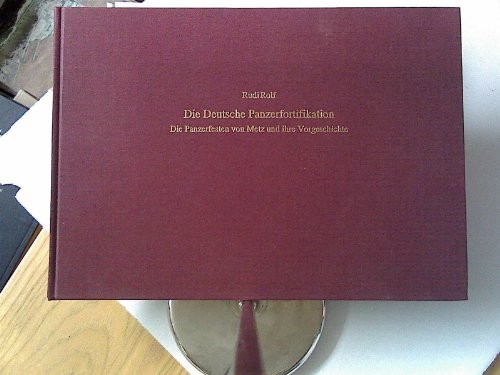 Rudi Rolf
Die Deutsche Panzerfortifikation
Die Panzerfesten von Metz und ihre Vorgeschichte